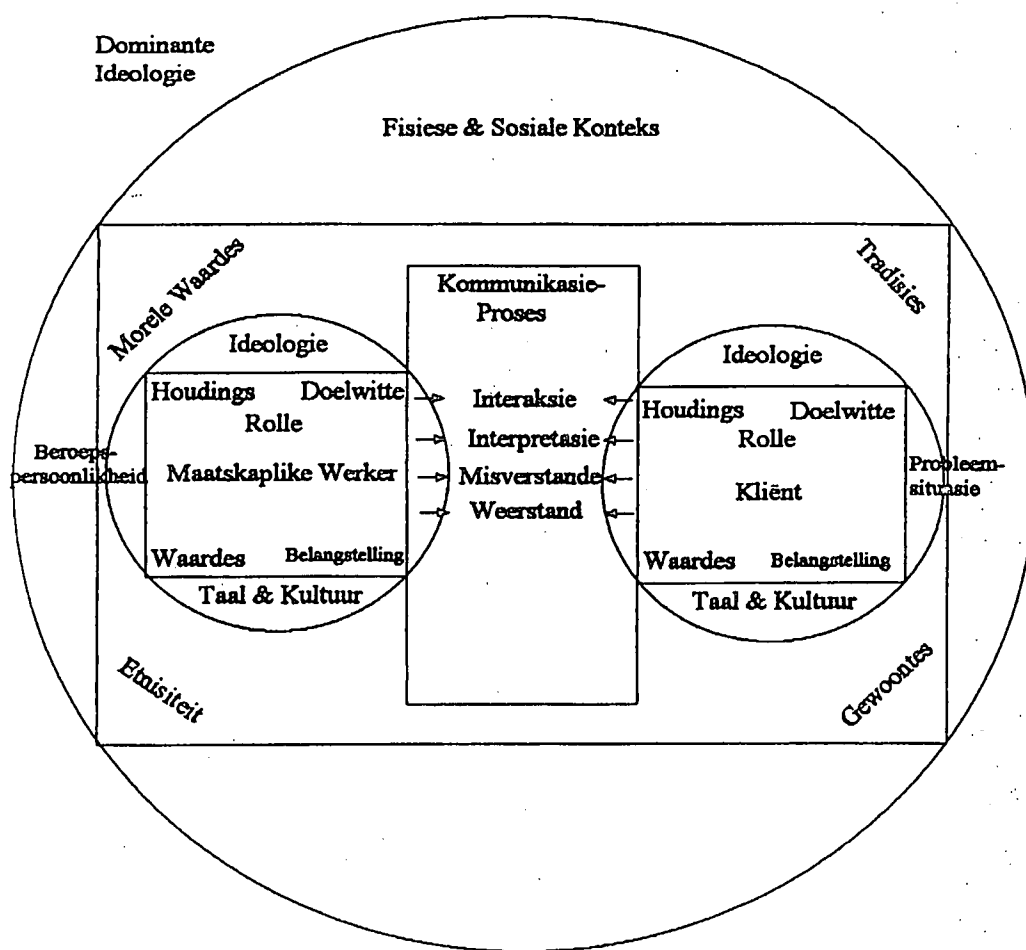 Dominante
Ideologie
Fisiese & Sosiale Konteks
Morele Waardes
Tradisies
Kommunikasie-
Proses
Ideologie
Houdings Doelwitte
Rolle
Maatskaplike Werker
Waardes Belangstelling
Taal & Kultuur
Beroeps-
persoonlikheid
Interaksie
Interpretasie
Misverstande
Weerstand
Ideologie
Houdings Doelwitte
Rolle
Kliënt
Waardes Belangstelling
Taal & Kultuur
Probleem-
situasie
Etnisiteit
Gewoontes